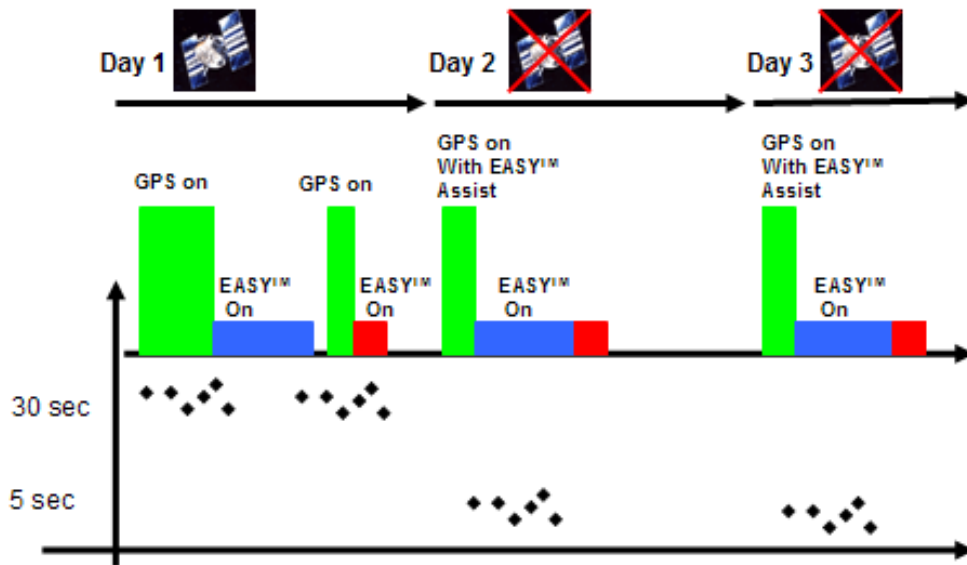 Day 1
Day 2
Day 3
GPS on
GPS on
GPS on
With EASY™
Assist
GPS on
With EASY™
Assist
EASY™
On
EASY™
On
EASY™
On
EASY™
On
30 sec
5 sec